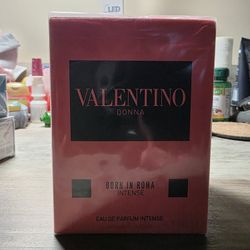 VALENTINO
DONNA
BORN IN ROMA
INTENSE
EAU DE PARFUM INTENSE